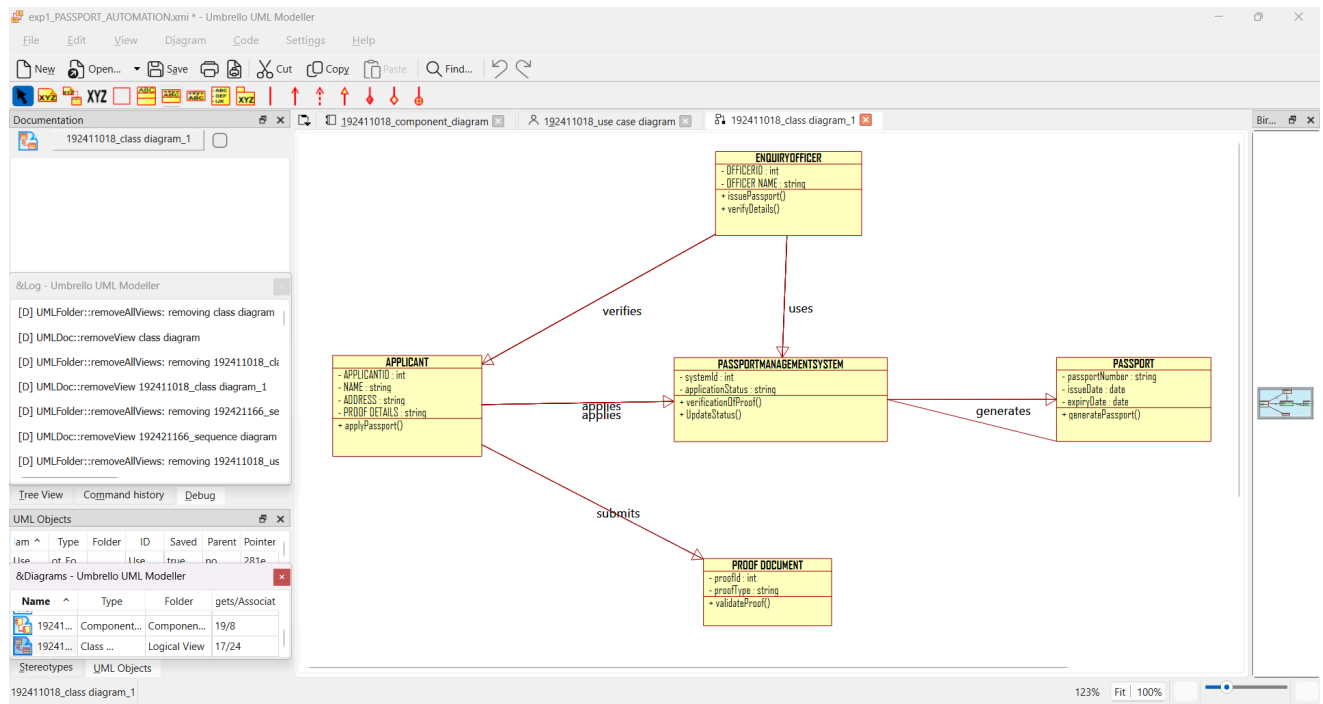 exp1_PASSPORT_AUTOMATION.xmi * - Umbrello UML Modeller
File Edit View Diagram Code Settings Help
New Open... Save Cut Copy Paste Find...
XYZ XYZ ABC ABC ABC DEF XYZ
Documentation
192411018_component_diagram 192411018_use case diagram 192411018_class diagram_1
Bir...
192411018_class diagram_1
&Log - Umbrello UML Modeller
[D] UMLFolder::removeAllViews: removing class diagram
[D] UMLDoc::removeView class diagram
[D] UMLFolder::removeAllViews: removing 192411018_cla
[D] UMLDoc::removeView 192411018_class diagram_1
[D] UMLFolder::removeAllViews: removing 192421166_se
[D] UMLDoc::removeView 192421166_sequence diagram
[D] UMLFolder::removeAllViews: removing 192411018_us
Tree View Command history Debug
UML Objects
Type Folder ID Saved Parent Pointer
&Diagrams - Umbrello UML Modeller
Name Type Folder gets/Associat
19241... Component... Componen... 19/8
19241... Class ... Logical View 17/24
Stereotypes UML Objects
192411018_class diagram_1
ENQUIRYOFFICER
- OFFICERID : int
- OFFICER NAME : string
+ issuePassport()
+ verifyDetails()
verifies
uses
APPLICANT
- APPLICANTID : int
- NAME : string
- ADDRESS : string
- PROOF DETAILS : string
+ applyPassport()
applies
applies
PASSPORTMANAGEMENTSYSTEM
- systemId : int
- applicationStatus : string
+ verificationOfProof()
+ UpdateStatus()
generates
PASSPORT
- passportNumber : string
- issueDate : date
- expiryDate : date
+ generatePassport()
submits
PROOF DOCUMENT
- proofId : int
- proofType : string
+ validateProof()
123% Fit 100%